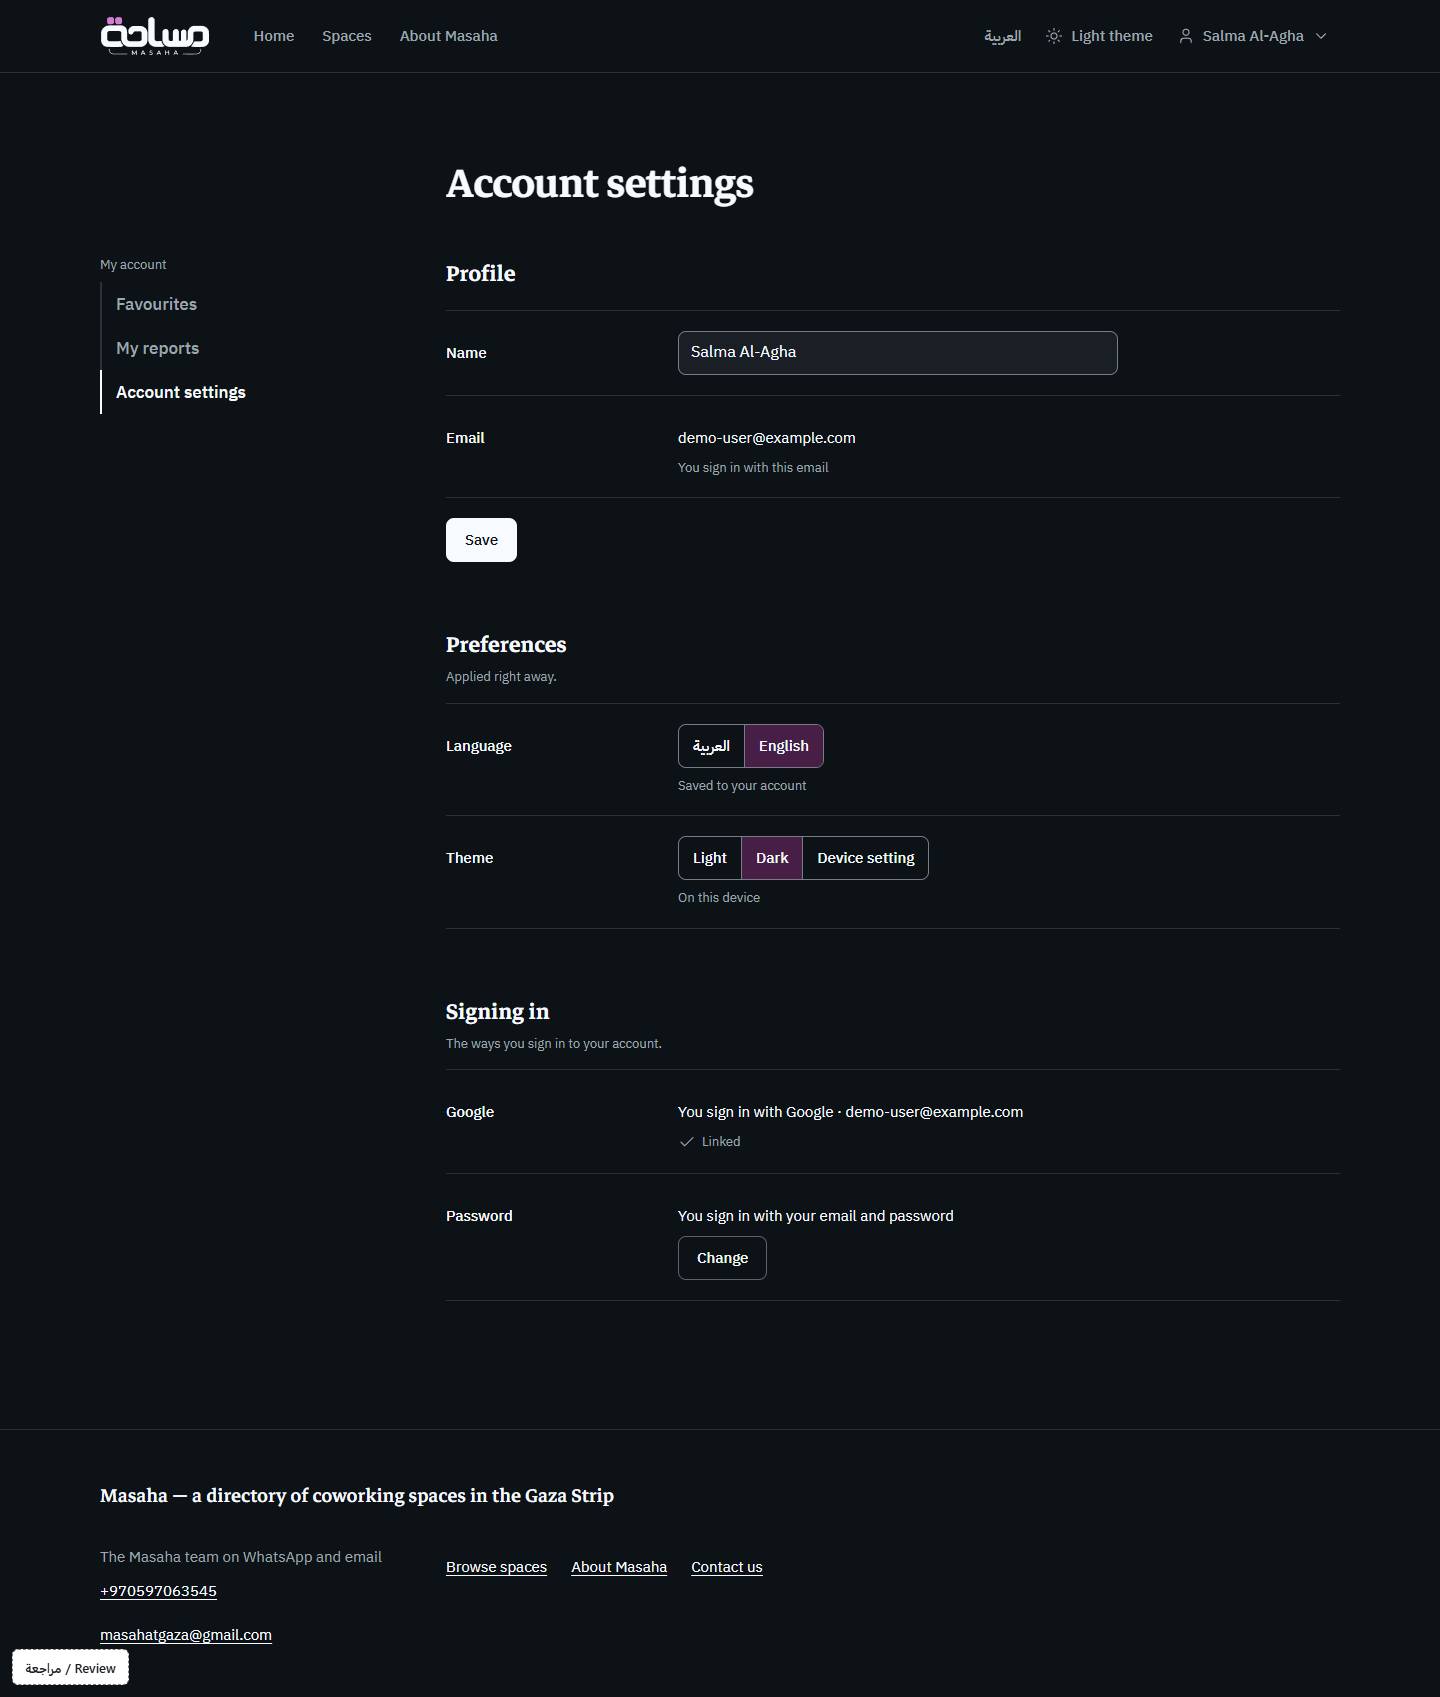 مساحة
MASAHA
Home
Spaces
About Masaha
العربية
Light theme
Salma Al-Agha
Account settings
My account
Favourites
My reports
Account settings
Profile
Name
Salma Al-Agha
Email
demo-user@example.com
You sign in with this email
Save
Preferences
Applied right away.
Language
العربية
English
Saved to your account
Theme
Light
Dark
Device setting
On this device
Signing in
The ways you sign in to your account.
Google
You sign in with Google · demo-user@example.com
Linked
Password
You sign in with your email and password
Change
Masaha — a directory of coworking spaces in the Gaza Strip
The Masaha team on WhatsApp and email
+970597063545
masahatgaza@gmail.com
Browse spaces
About Masaha
Contact us
مراجعة / Review